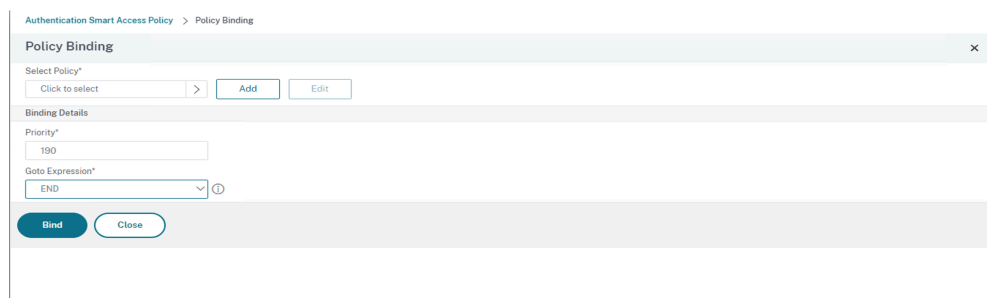 Authentication Smart Access Policy > Policy Binding
Policy Binding
Select Policy*
Click to select > Add Edit
Binding Details
Priority*
190
Goto Expression*
END
Bind Close